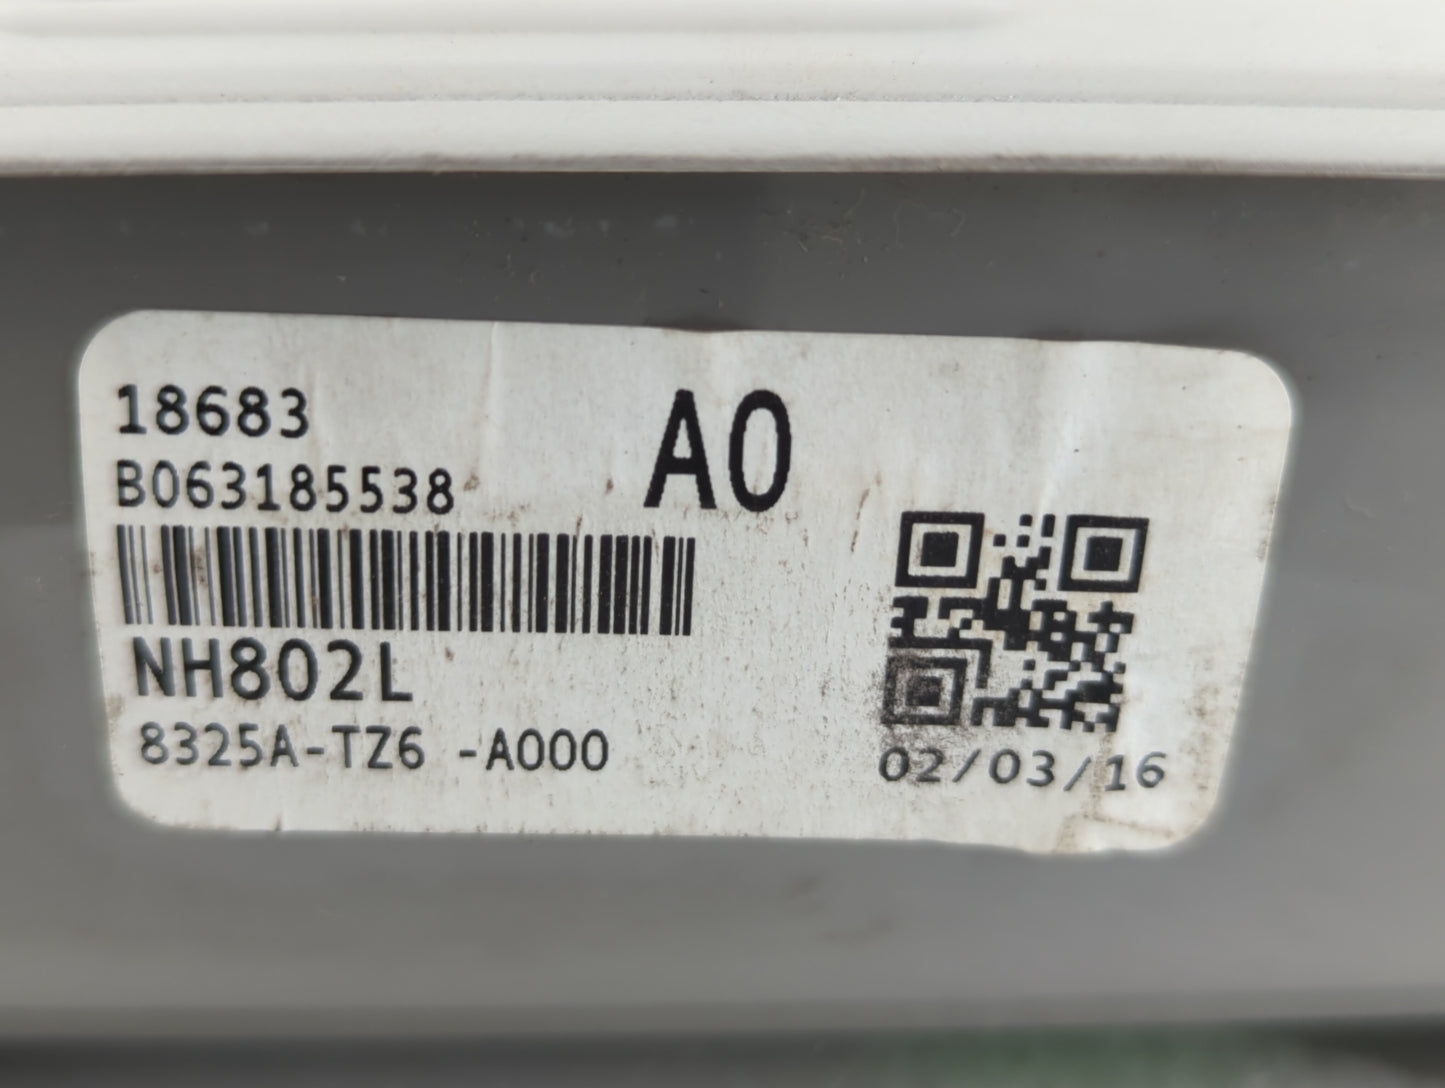 18683
A0
B063185538
NH802L
8325A-TZ6 -A000
02/03/16